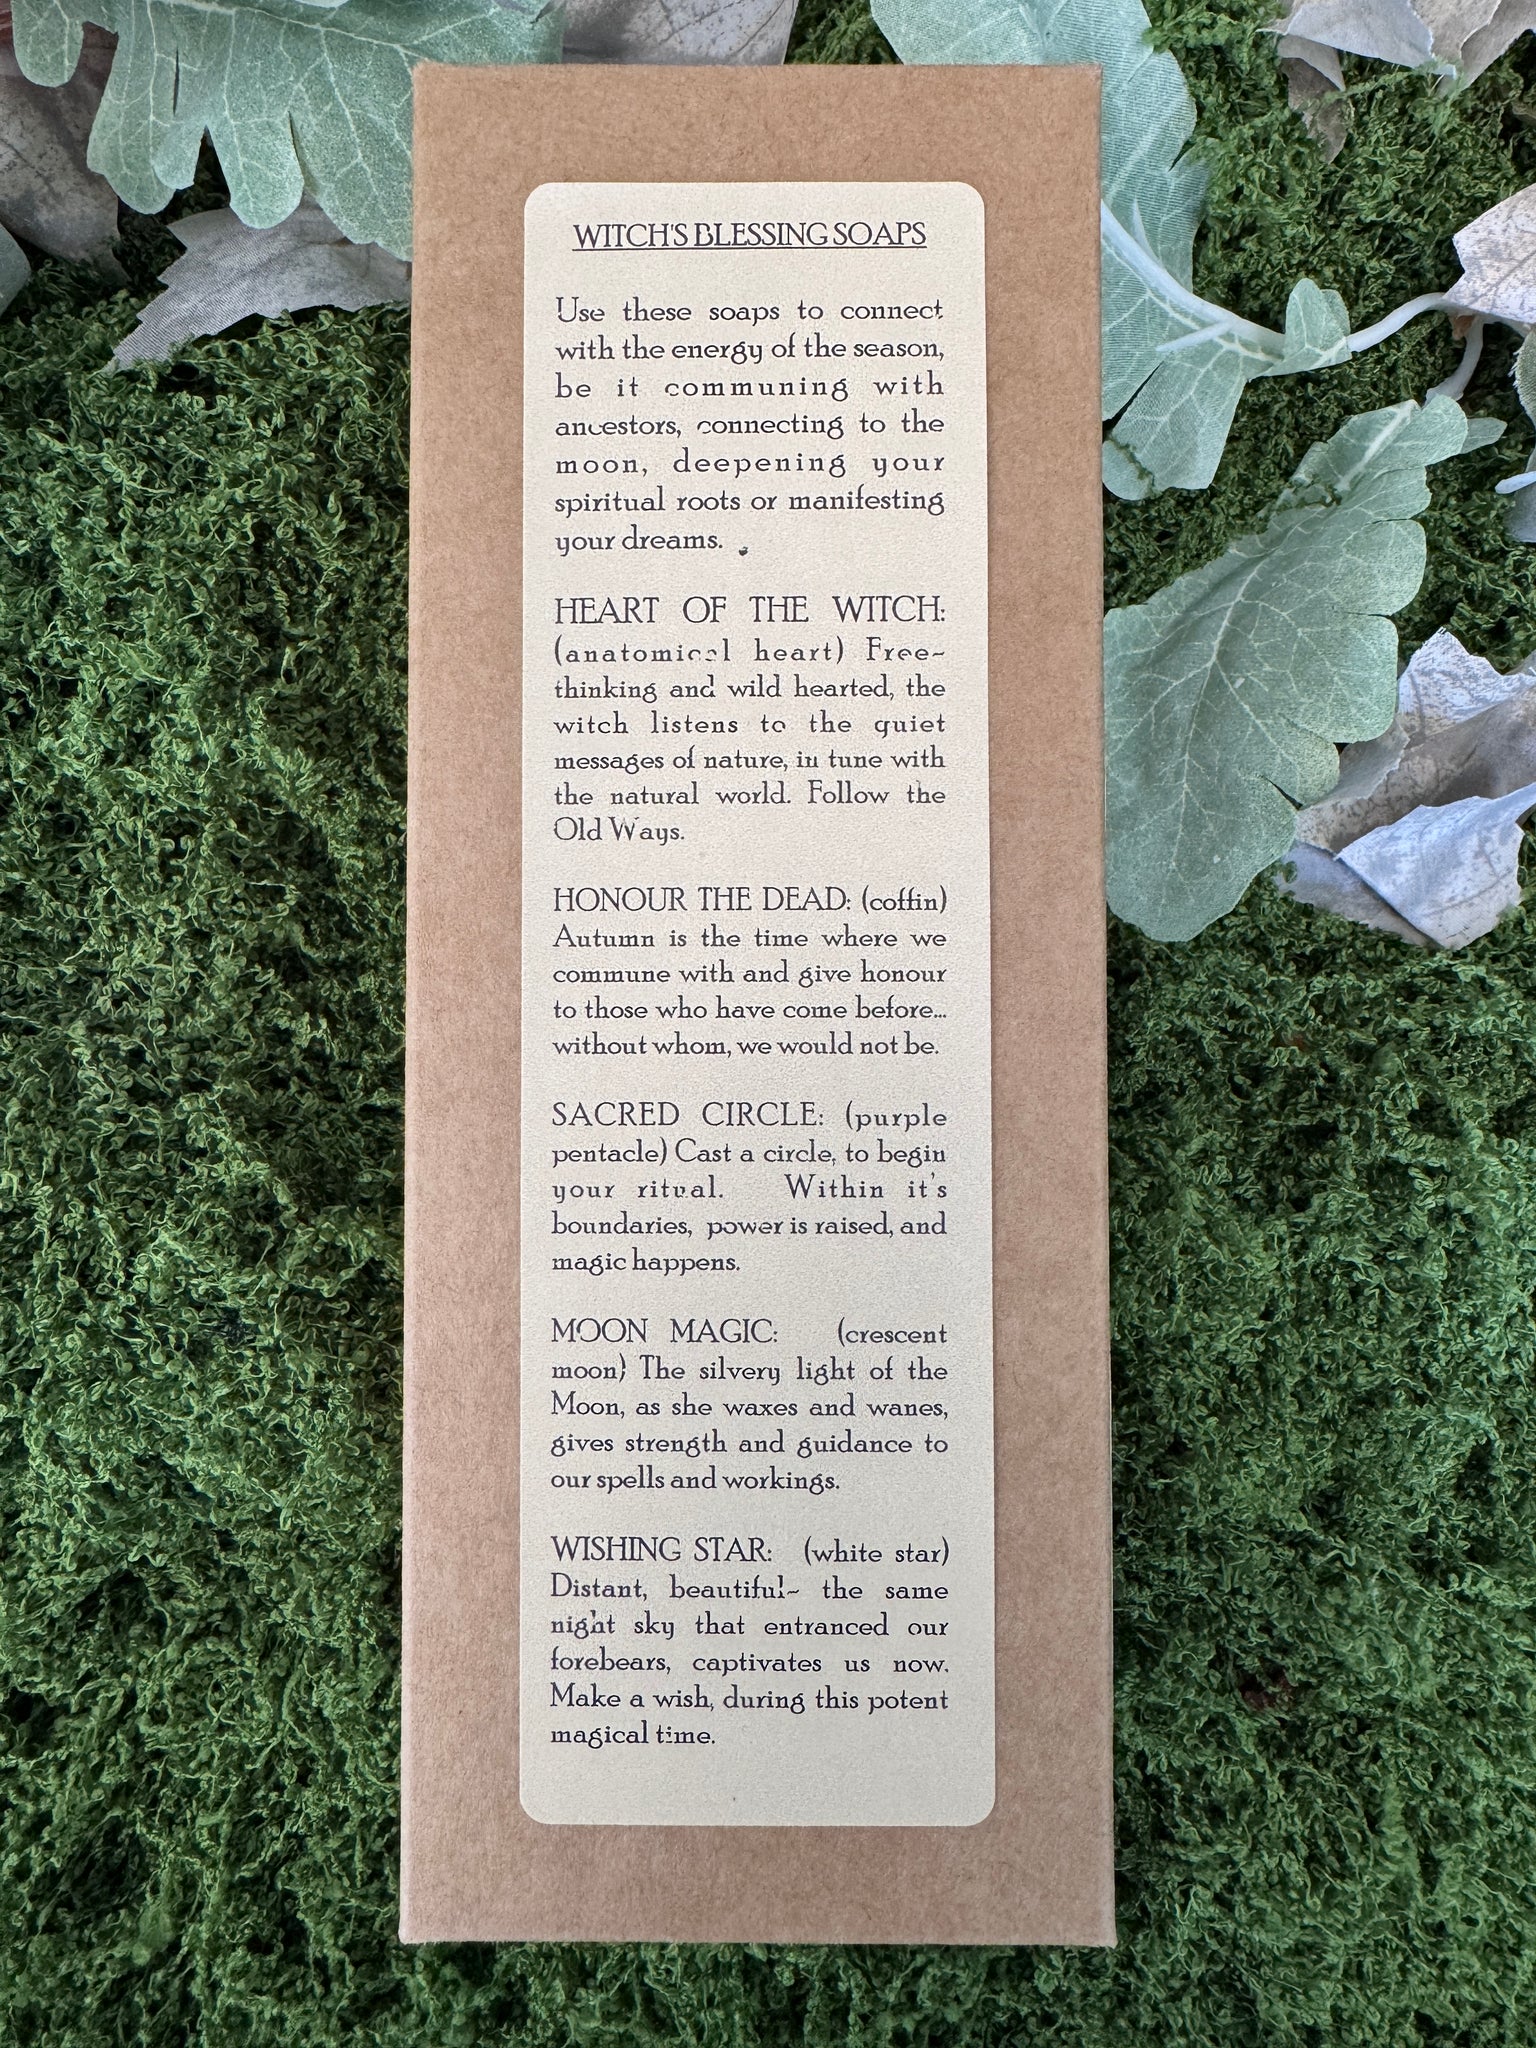 WITCH'S BLESSING SOAPS
Use these soaps to connect
with the energy of the season,
be it communing with
ancestors, connecting to the
moon, deepening your
spiritual roots or manifesting
your dreams.
HEART OF THE WITCH:
(anatomical heart) Free~
thinking and wild hearted, the
witch listens to the quiet
messages of nature, in tune with
the natural world. Follow the
Old Ways.
HONOUR THE DEAD: (coffin)
Autumn is the time where we
commune with and give honour
to those who have come before...
without whom, we would not be.
SACRED CIRCLE: (purple
pentacle) Cast a circle, to begin
your ritual. Within it's
boundaries, power is raised, and
magic happens.
MOON MAGIC: (crescent
moon) The silvery light of the
Moon, as she waxes and wanes,
gives strength and guidance to
our spells and workings.
WISHING STAR: (white star)
Distant, beautiful~ the same
night sky that entranced our
forebears, captivates us now.
Make a wish, during this potent
magical time.